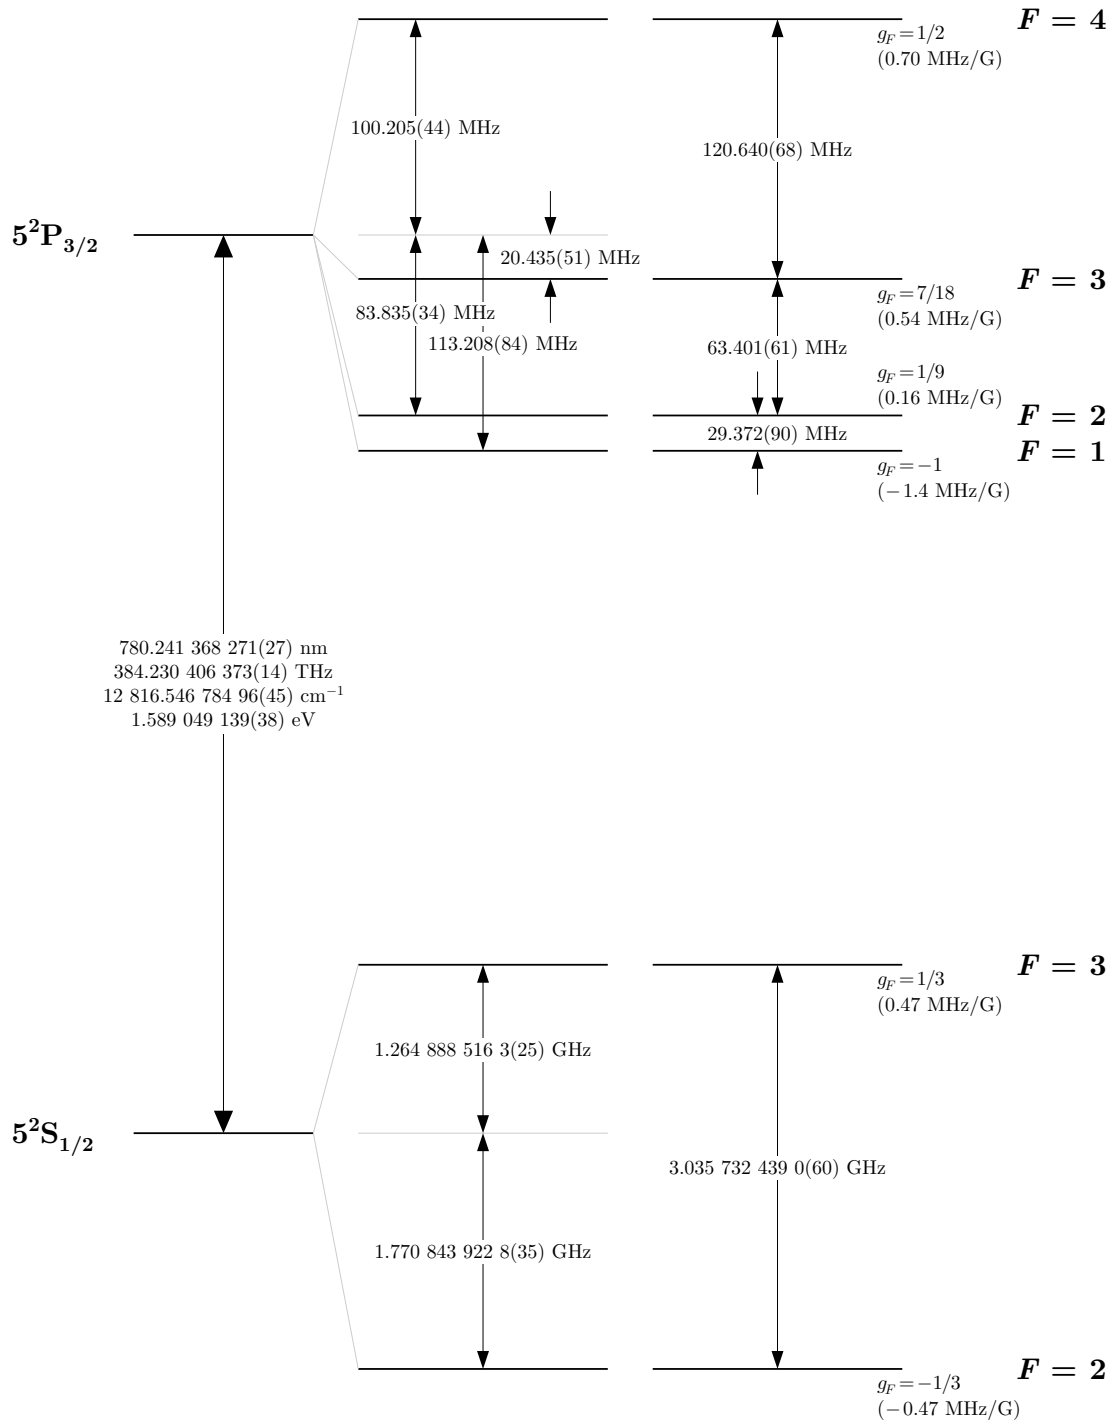 F = 4
g_F = 1/2
(0.70 MHz/G)
100.205(44) MHz
120.640(68) MHz
5²P₃/₂
20.435(51) MHz
F = 3
g_F = 7/18
(0.54 MHz/G)
83.835(34) MHz
113.208(84) MHz
63.401(61) MHz
g_F = 1/9
(0.16 MHz/G)
F = 2
29.372(90) MHz
F = 1
g_F = −1
(−1.4 MHz/G)
780.241 368 271(27) nm
384.230 406 373(14) THz
12 816.546 784 96(45) cm⁻¹
1.589 049 139(38) eV
F = 3
g_F = 1/3
(0.47 MHz/G)
1.264 888 516 3(25) GHz
5²S₁/₂
3.035 732 439 0(60) GHz
1.770 843 922 8(35) GHz
F = 2
g_F = −1/3
(−0.47 MHz/G)